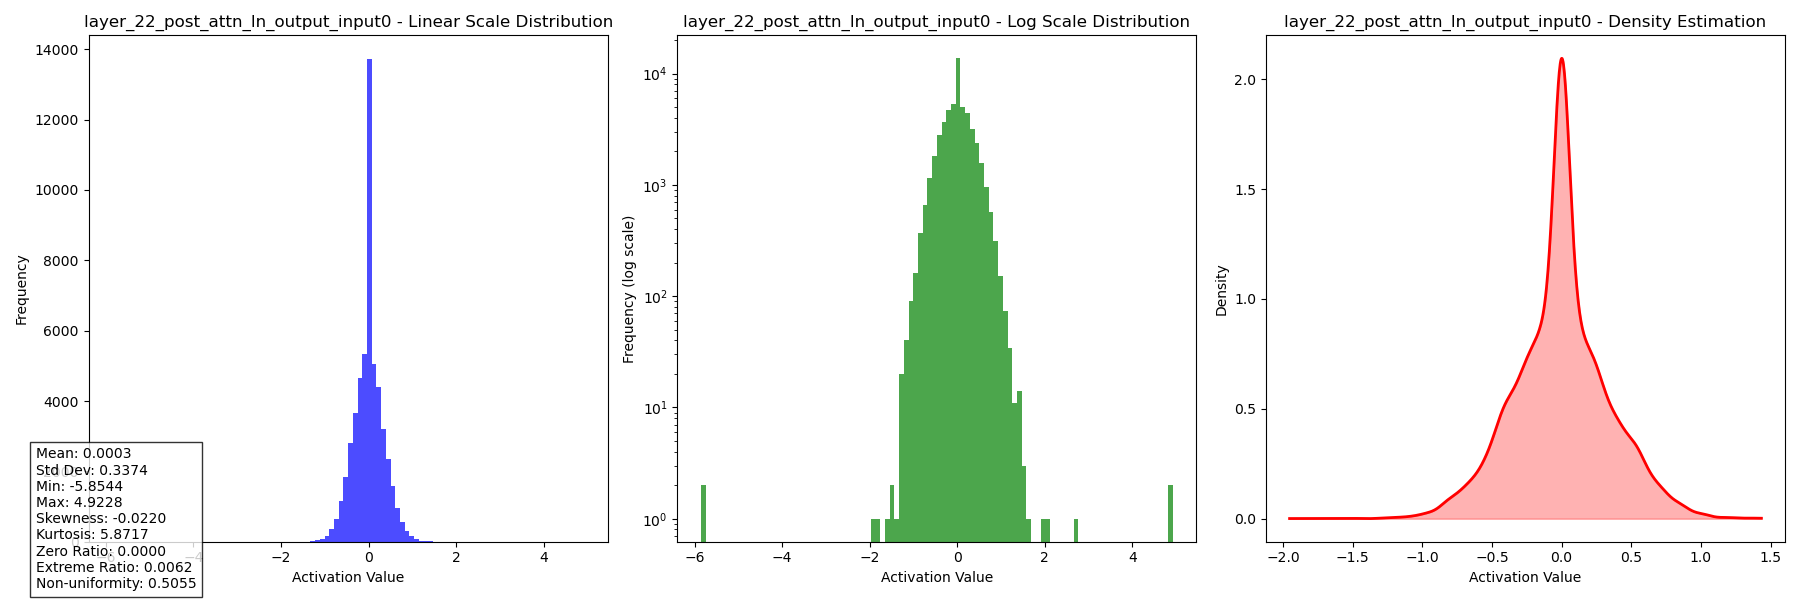 layer_22_post_attn_ln_output_input0 - Linear Scale Distribution
14000
12000
10000
8000
6000
4000
Frequency
−2
0
2
4
Activation Value
Mean: 0.0003
Std Dev: 0.3374
Min: -5.8544
Max: 4.9228
Skewness: -0.0220
Kurtosis: 5.8717
Zero Ratio: 0.0000
Extreme Ratio: 0.0062
Non-uniformity: 0.5055
layer_22_post_attn_ln_output_input0 - Log Scale Distribution
10⁴
10³
10²
10¹
10⁰
Frequency (log scale)
−6
−4
−2
0
2
4
Activation Value
layer_22_post_attn_ln_output_input0 - Density Estimation
2.0
1.5
1.0
0.5
0.0
Density
−2.0
−1.5
−1.0
−0.5
0.0
0.5
1.0
1.5
Activation Value